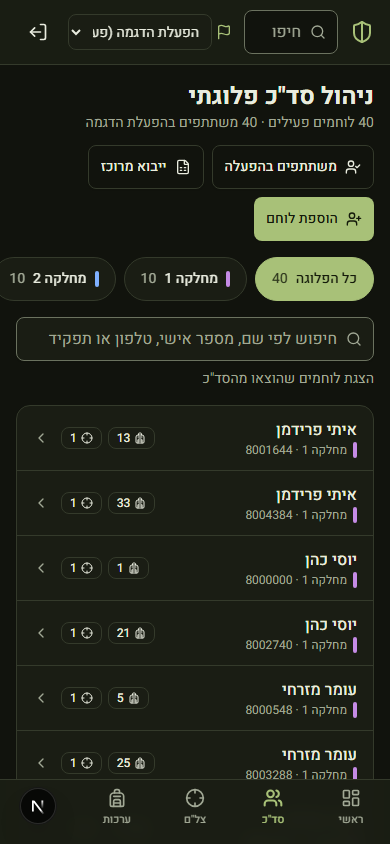 חיפו
הפעלת הדגמה (פע
ניהול סד"כ פלוגתי
40 לוחמים פעילים · 40 משתתפים בהפעלת הדגמה
משתתפים בהפעלה
ייבוא מרוכז
הוספת לוחם
כל הפלוגה 40
מחלקה 1 10
מחלקה 2 10
חיפוש לפי שם, מספר אישי, טלפון או תפקיד
הצגת לוחמים שהוצאו מהסד"כ
איתי פרידמן
מחלקה 1 · 8001644
13
1
איתי פרידמן
מחלקה 1 · 8004384
33
1
יוסי כהן
מחלקה 1 · 8000000
1
1
יוסי כהן
מחלקה 1 · 8002740
21
1
עומר מזרחי
מחלקה 1 · 8000548
5
1
עומר מזרחי
מחלקה 1 · 8003288
25
1
ראשי
סד"כ
צל"ם
ערכות
N